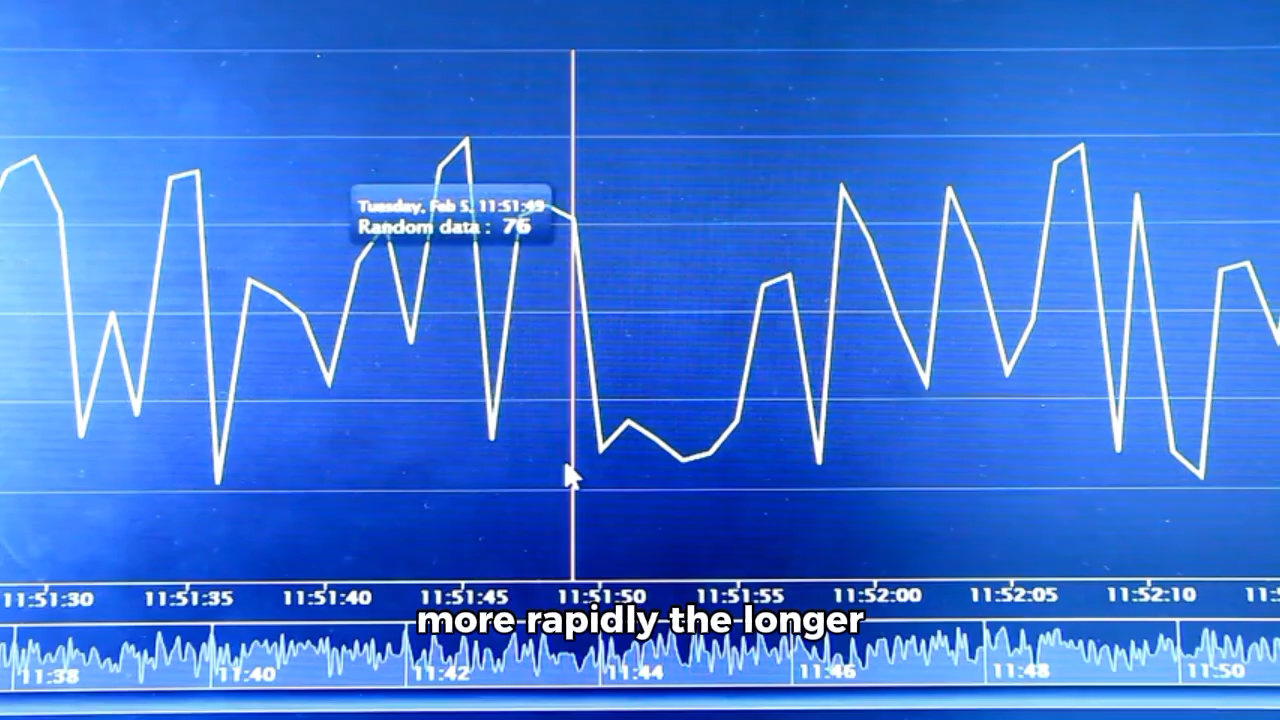 Tuesday, Feb 5, 11:51:49
Random data : 76
11:51:30 11:51:35 11:51:40 11:51:45 11:51:50 11:51:55 11:52:00 11:52:05 11:52:10
more rapidly the longer
11:38 11:40 11:42 11:44 11:46 11:48 11:50